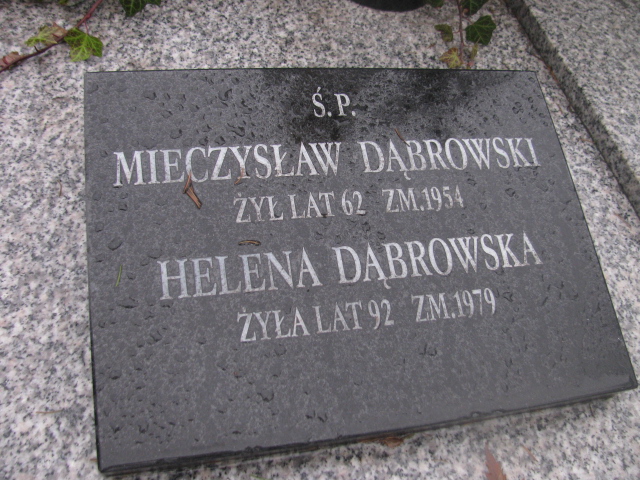 Ś.P.
MIECZYSŁAW DĄBROWSKI
ŻYŁ LAT 62 ZM.1954
HELENA DĄBROWSKA
ŻYŁA LAT 92 ZM.1979